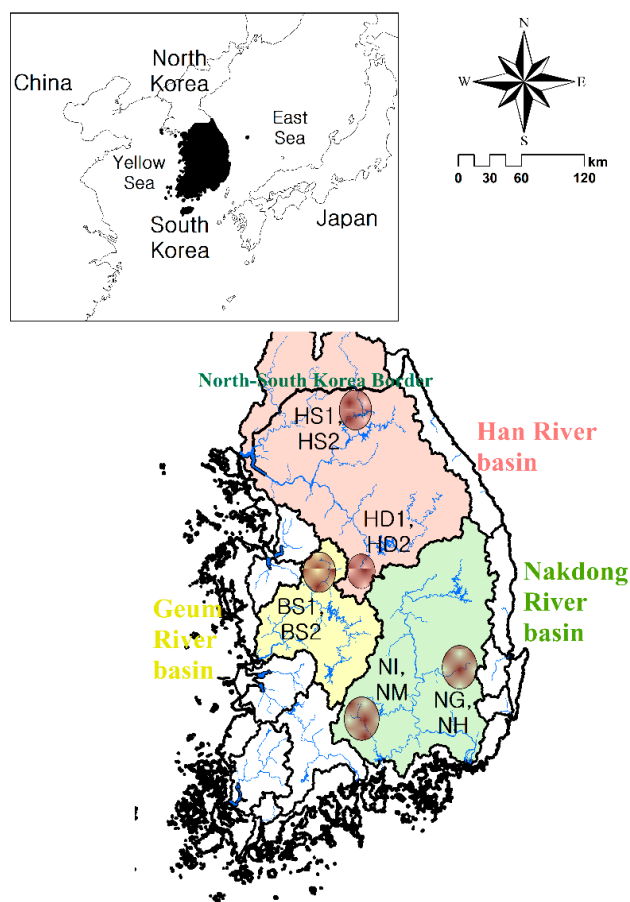 North
Korea
China
East
Sea
Yellow
Sea
South
Korea
Japan
N
W
E
S
km
0 30 60 120
North-South Korea Border
HS1,
HS2
Han River
basin
HD1,
HD2
Nakdong
River
basin
Geum
River
basin
BS1,
BS2
NI,
NM
NG,
NH